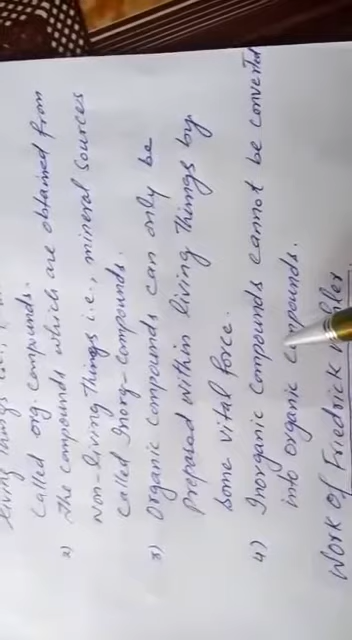 living things
called org. compounds.
2) The compounds which are obtained from
Non-living things i.e., mineral sources
called Inorg-compounds.
3) Organic compounds can only be
Prepared within living things by
some vital force.
4) Inorganic compounds cannot be converted
into organic compounds.
Work of Friedrick